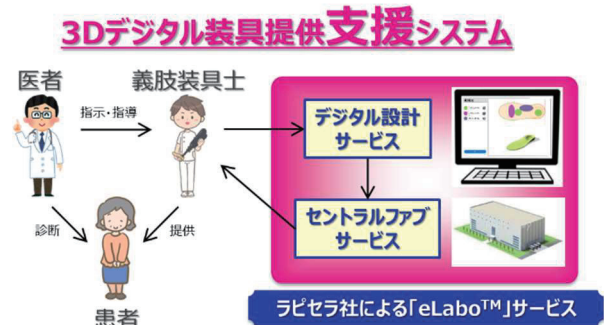 3Dデジタル装具提供支援システム
医者
義肢装具士
指示・指導
デジタル設計
サービス
セントラルファブ
サービス
診断
提供
患者
ラピセラ社による「eLabo™」サービス